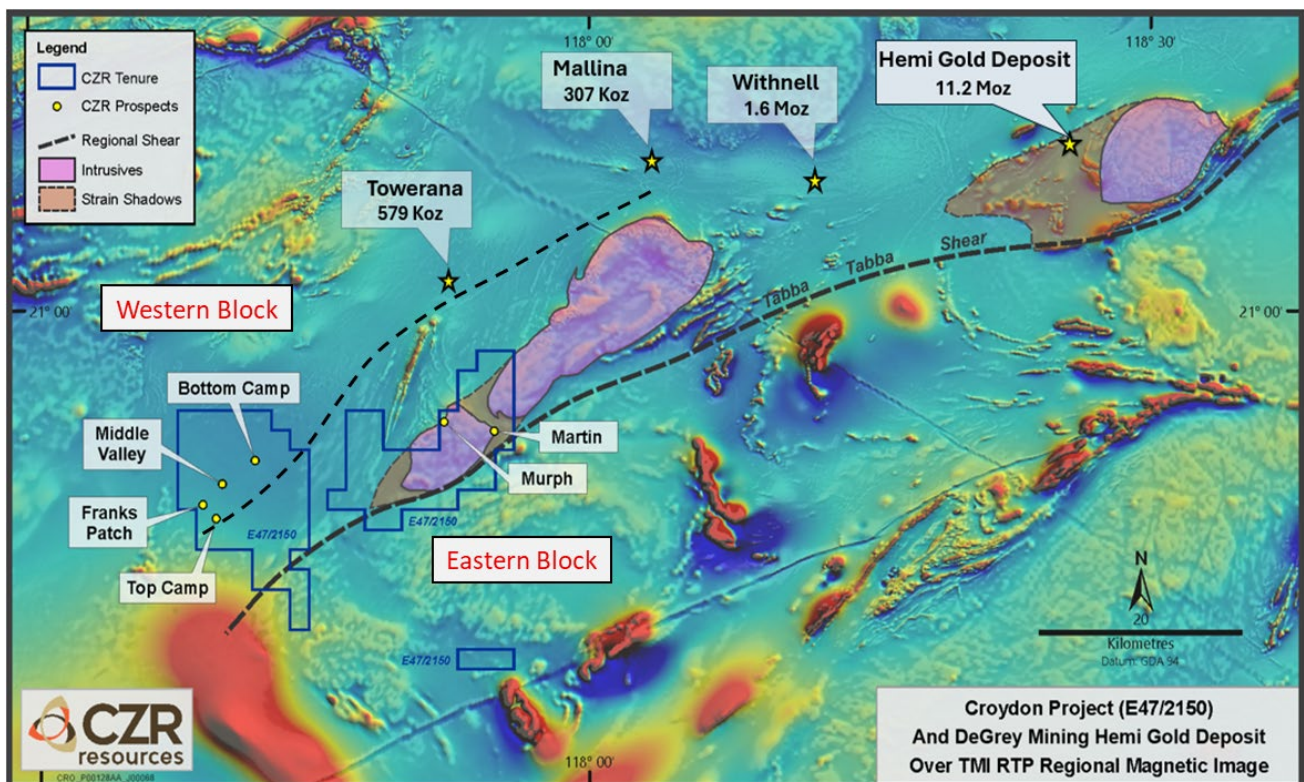 Legend
CZR Tenure
CZR Prospects
Regional Shear
Intrusives
Strain Shadows
118° 00'
118° 30'
Mallina
307 Koz
Withnell
1.6 Moz
Hemi Gold Deposit
11.2 Moz
Towerana
579 Koz
Tabba Tabba Shear
Western Block
21° 00'
21° 00'
Bottom Camp
Middle
Valley
Martin
Murph
Franks
Patch
E47/2150
E47/2150
Top Camp
Eastern Block
N
20
Kilometres
Datum: GDA 94
E47/2150
CZR
resources
CRO_P00128AA_J00068
118° 00'
Croydon Project (E47/2150)
And DeGrey Mining Hemi Gold Deposit
Over TMI RTP Regional Magnetic Image